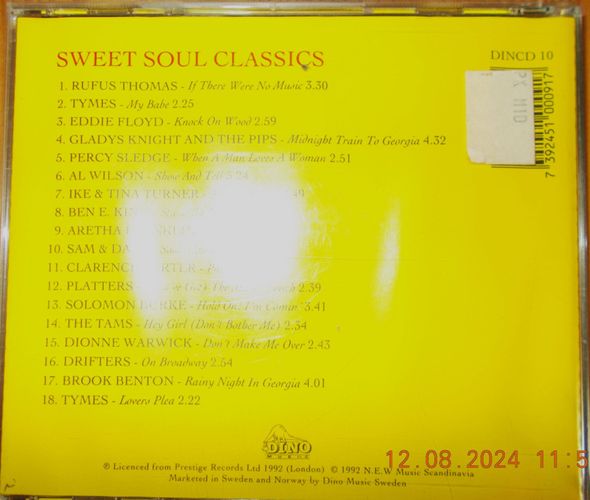 SWEET SOUL CLASSICS
DINCD 10
1. RUFUS THOMAS - If There Were No Music 3.30
2. TYMES - My Babe 2.25
3. EDDIE FLOYD - Knock On Wood 2.59
4. GLADYS KNIGHT AND THE PIPS - Midnight Train To Georgia 4.32
5. PERCY SLEDGE - When A Man Loves A Woman 2.51
6. AL WILSON - Show And Tell 3.24
7. IKE & TINA TURNER -
8. BEN E.
9. ARETHA
10. SAM &
11. CLARENCE
12. PLATTERS - 2.39
13. SOLOMON BURKE - Hold On! I'm Comin' 3.41
14. THE TAMS - Hey Girl (Don't Bother Me) 2.34
15. DIONNE WARWICK - Don't Make Me Over 2.43
16. DRIFTERS - On Broadway 2.54
17. BROOK BENTON - Rainy Night In Georgia 4.01
18. TYMES - Lovers Plea 2.22
7 392451 000917
DINO
MUSIC
℗ Licenced from Prestige Records Ltd 1992 (London) © 1992 N.E.W Music Scandinavia
Marketed in Sweden and Norway by Dino Music Sweden
12.08.2024 11:5